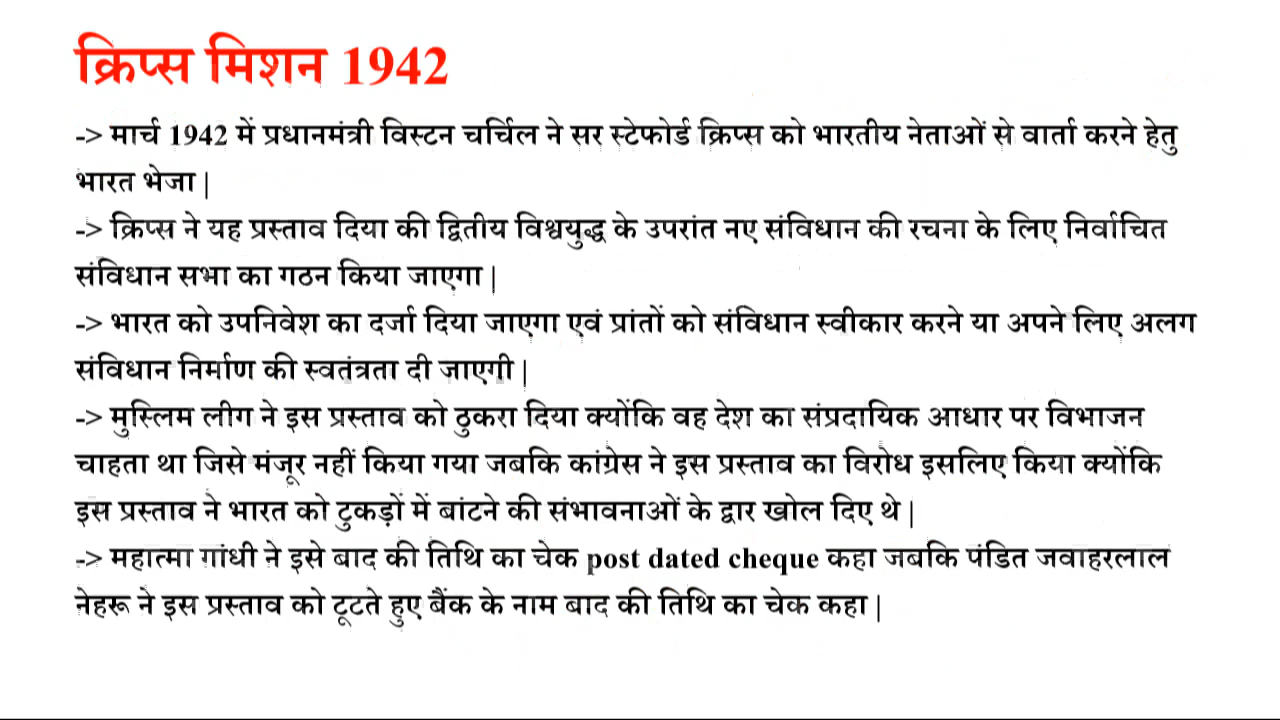 क्रिप्स मिशन 1942
-> मार्च 1942 में प्रधानमंत्री विस्टन चर्चिल ने सर स्टेफोर्ड क्रिप्स को भारतीय नेताओं से वार्ता करने हेतु
भारत भेजा |
-> क्रिप्स ने यह प्रस्ताव दिया की द्वितीय विश्वयुद्ध के उपरांत नए संविधान की रचना के लिए निर्वाचित
संविधान सभा का गठन किया जाएगा |
-> भारत को उपनिवेश का दर्जा दिया जाएगा एवं प्रांतों को संविधान स्वीकार करने या अपने लिए अलग
संविधान निर्माण की स्वतंत्रता दी जाएगी |
-> मुस्लिम लीग ने इस प्रस्ताव को ठुकरा दिया क्योंकि वह देश का संप्रदायिक आधार पर विभाजन
चाहता था जिसे मंजूर नहीं किया गया जबकि कांग्रेस ने इस प्रस्ताव का विरोध इसलिए किया क्योंकि
इस प्रस्ताव ने भारत को टुकड़ों में बांटने की संभावनाओं के द्वार खोल दिए थे |
-> महात्मा गांधी ने इसे बाद की तिथि का चेक post dated cheque कहा जबकि पंडित जवाहरलाल
नेहरू ने इस प्रस्ताव को टूटते हुए बैंक के नाम बाद की तिथि का चेक कहा |